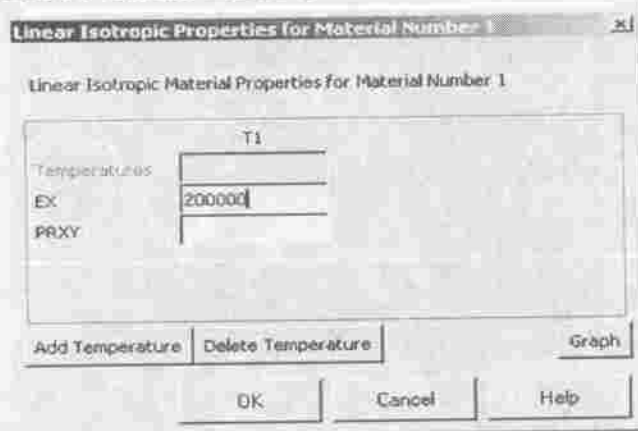 Linear Isotropic Properties for Material Number 1
Linear Isotropic Material Properties for Material Number 1
T1
Temperatures
EX 200000
PRXY
Add Temperature Delete Temperature Graph
OK Cancel Help